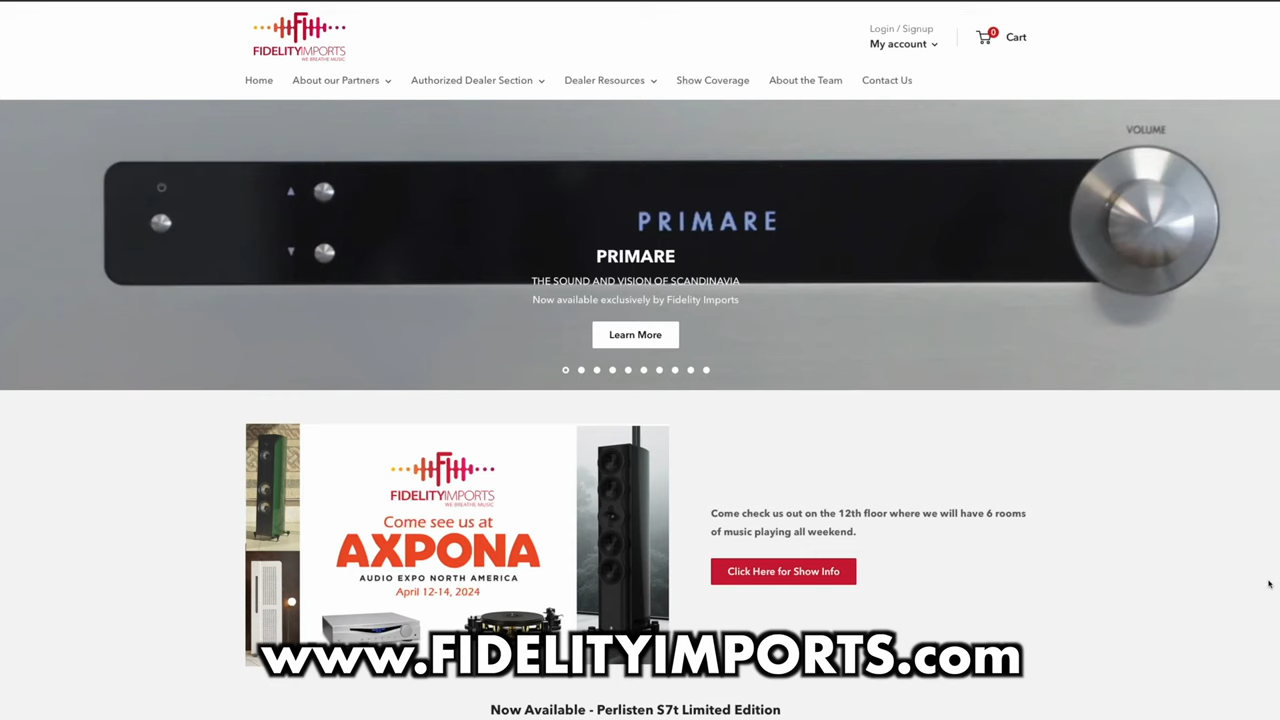 FIDELITYIMPORTS
WE BREATHE MUSIC
Login / Signup
My account
0
Cart
Home
About our Partners
Authorized Dealer Section
Dealer Resources
Show Coverage
About the Team
Contact Us
VOLUME
PRIMARE
PRIMARE
THE SOUND AND VISION OF SCANDINAVIA
Now available exclusively by Fidelity Imports
Learn More
FIDELITYIMPORTS
WE BREATHE MUSIC
Come see us at
AXPONA
AUDIO EXPO NORTH AMERICA
April 12-14, 2024
Come check us out on the 12th floor where we will have 6 rooms
of music playing all weekend.
Click Here for Show Info
www.FIDELITYIMPORTS.com
Now Available - Perlisten S7t Limited Edition